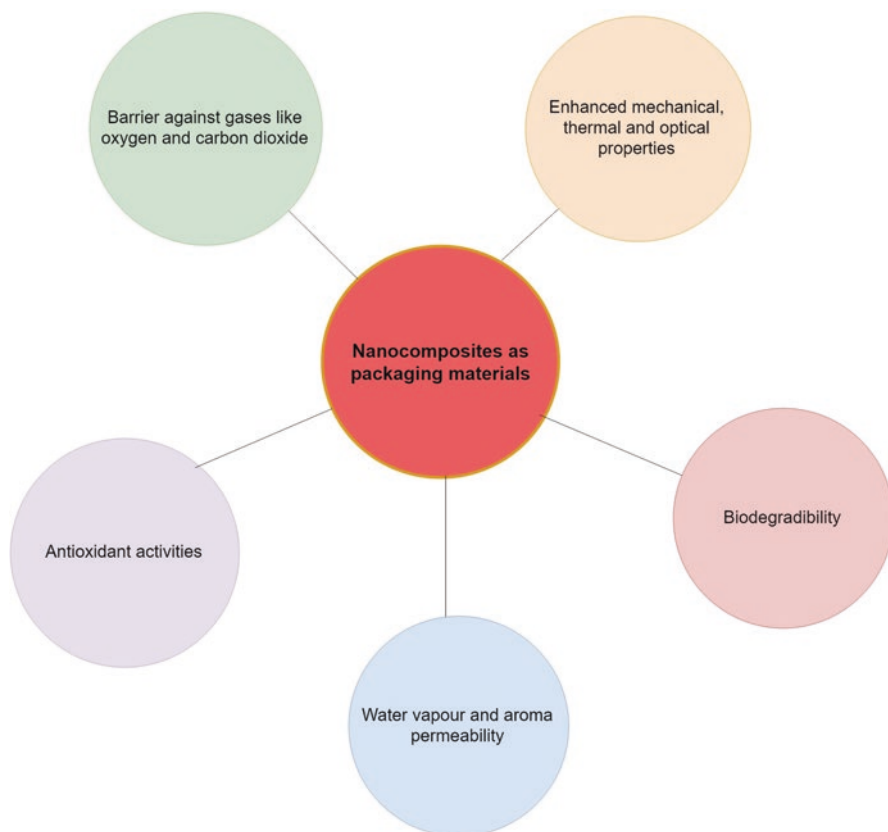 Barrier against gases like
oxygen and carbon dioxide
Enhanced mechanical,
thermal and optical
properties
Nanocomposites as
packaging materials
Antioxidant activities
Biodegradibility
Water vapour and aroma
permeability